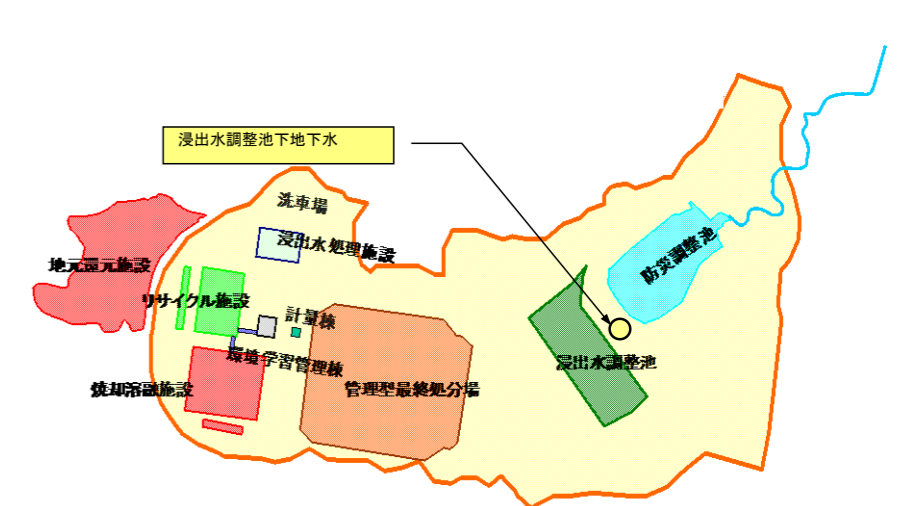 浸出水調整池下地下水
洗車場
浸出水処理施設
地元還元施設
防災調整池
リサイクル施設
計量棟
環境学習管理棟
浸出水調整池
焼却溶融施設
管理型最終処分場